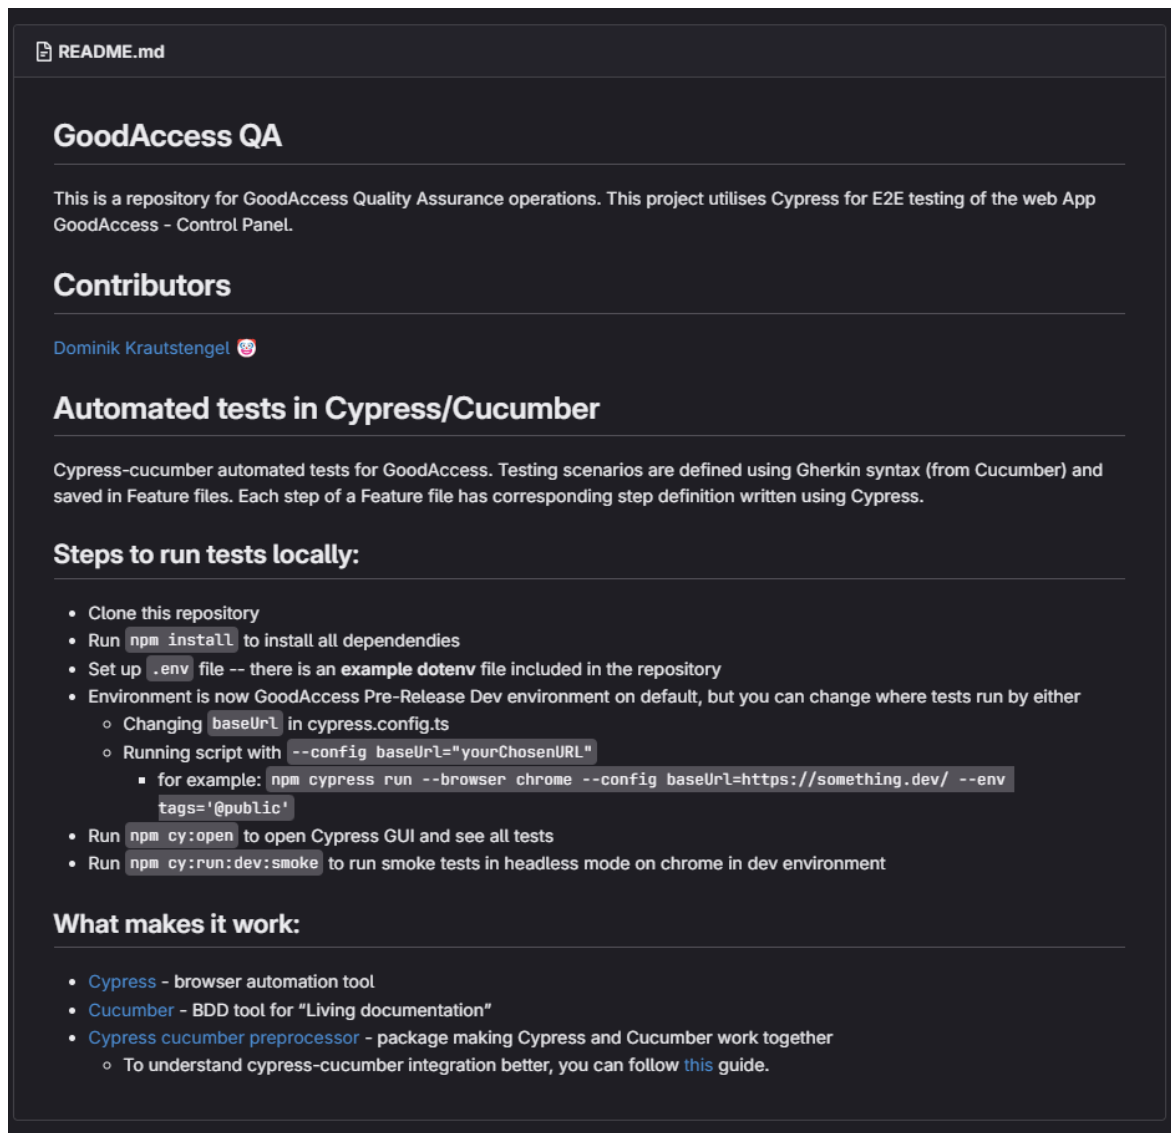 README.md
GoodAccess QA
This is a repository for GoodAccess Quality Assurance operations. This project utilises Cypress for E2E testing of the web App
GoodAccess - Control Panel.
Contributors
Dominik Krautstengel 🤡
Automated tests in Cypress/Cucumber
Cypress-cucumber automated tests for GoodAccess. Testing scenarios are defined using Gherkin syntax (from Cucumber) and
saved in Feature files. Each step of a Feature file has corresponding step definition written using Cypress.
Steps to run tests locally:
• Clone this repository
• Run npm install to install all dependendies
• Set up .env file -- there is an example dotenv file included in the repository
• Environment is now GoodAccess Pre-Release Dev environment on default, but you can change where tests run by either
◦ Changing baseUrl in cypress.config.ts
◦ Running script with --config baseUrl="yourChosenURL"
▪ for example: npm cypress run --browser chrome --config baseUrl=https://something.dev/ --env
tags='@public'
• Run npm cy:open to open Cypress GUI and see all tests
• Run npm cy:run:dev:smoke to run smoke tests in headless mode on chrome in dev environment
What makes it work:
• Cypress - browser automation tool
• Cucumber - BDD tool for “Living documentation”
• Cypress cucumber preprocessor - package making Cypress and Cucumber work together
◦ To understand cypress-cucumber integration better, you can follow this guide.